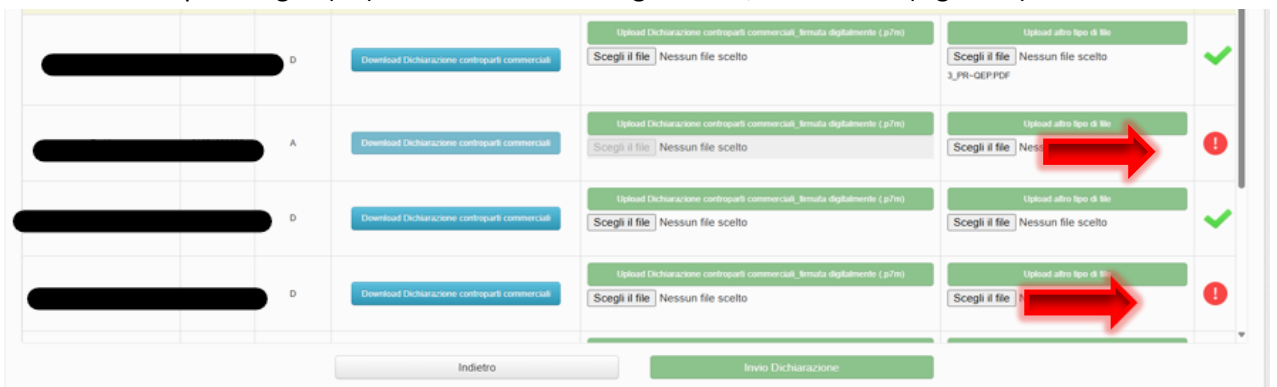 Upload Dichiarazione controparti commerciali_firmata digitalmente (.p7m)
Upload altro tipo di file
D
Download Dichiarazione controparti commerciali
Scegli il file Nessun file scelto
Scegli il file Nessun file scelto
3_PR-QEP.PDF
Upload Dichiarazione controparti commerciali_firmata digitalmente (.p7m)
Upload altro tipo di file
A
Download Dichiarazione controparti commerciali
Scegli il file Nessun file scelto
Scegli il file
Upload Dichiarazione controparti commerciali_firmata digitalmente (.p7m)
Upload altro tipo di file
D
Download Dichiarazione controparti commerciali
Scegli il file Nessun file scelto
Scegli il file Nessun file scelto
Upload Dichiarazione controparti commerciali_firmata digitalmente (.p7m)
Upload altro tipo di file
D
Download Dichiarazione controparti commerciali
Scegli il file Nessun file scelto
Scegli il file
Indietro
Invio Dichiarazione